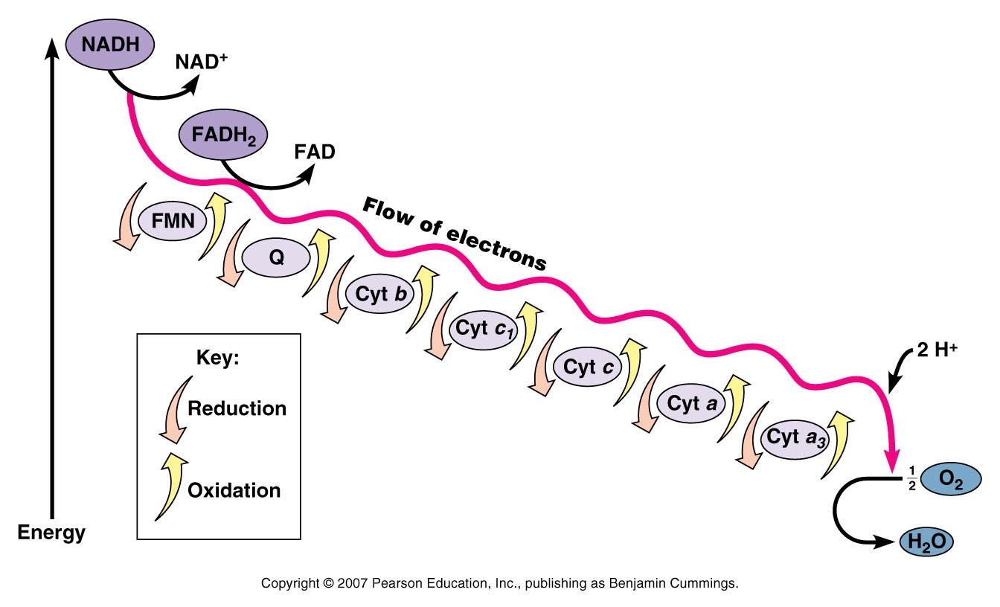 NADH
NAD⁺
FADH₂
FAD
Flow of electrons
FMN
Q
Cyt b
Cyt c₁
Cyt c
Cyt a
Cyt a₃
2 H⁺
½ O₂
H₂O
Key:
Reduction
Oxidation
Energy
Copyright © 2007 Pearson Education, Inc., publishing as Benjamin Cummings.